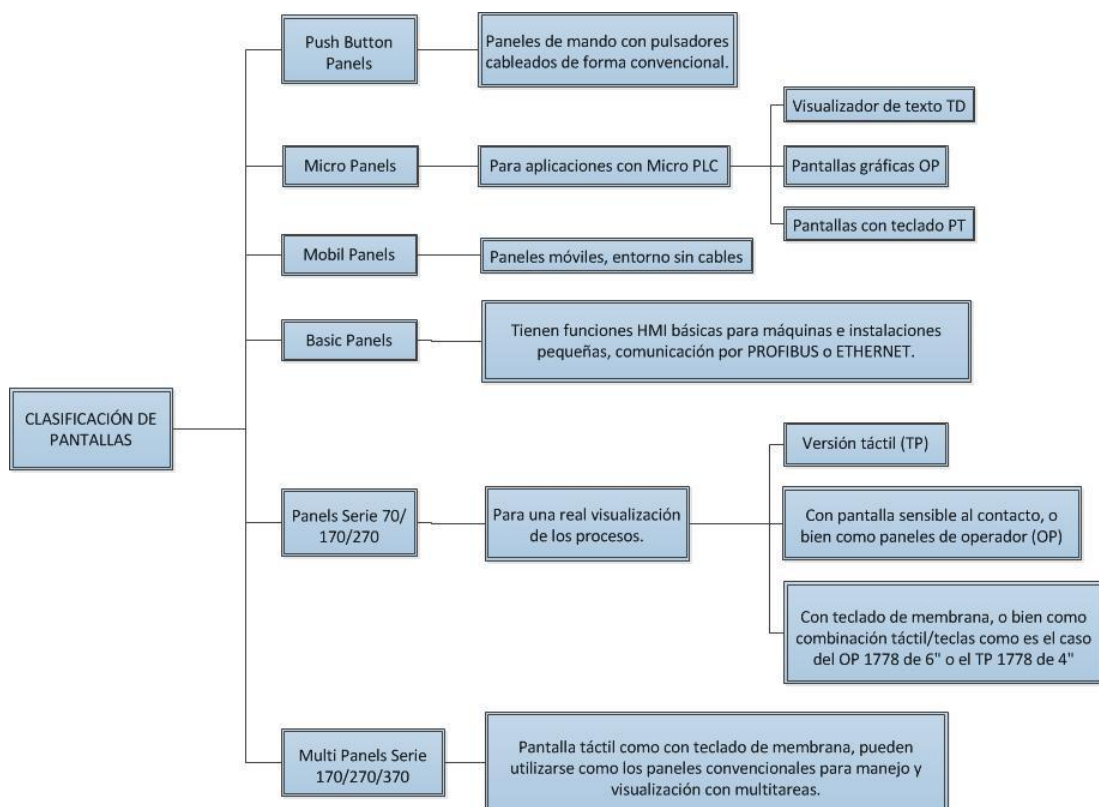 CLASIFICACIÓN DE
PANTALLAS
Push Button
Panels
Paneles de mando con pulsadores
cableados de forma convencional.
Micro Panels
Para aplicaciones con Micro PLC
Visualizador de texto TD
Pantallas gráficas OP
Pantallas con teclado PT
Mobil Panels
Paneles móviles, entorno sin cables
Basic Panels
Tienen funciones HMI básicas para máquinas e instalaciones
pequeñas, comunicación por PROFIBUS o ETHERNET.
Panels Serie 70/
170/270
Para una real visualización
de los procesos.
Versión táctil (TP)
Con pantalla sensible al contacto, o
bien como paneles de operador (OP)
Con teclado de membrana, o bien como
combinación táctil/teclas como es el caso
del OP 1778 de 6" o el TP 1778 de 4"
Multi Panels Serie
170/270/370
Pantalla táctil como con teclado de membrana, pueden
utilizarse como los paneles convencionales para manejo y
visualización con multitareas.